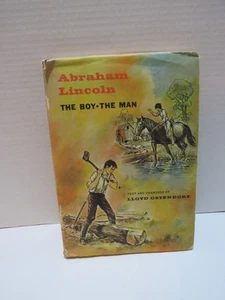 Abraham
Lincoln
THE BOY • THE MAN
TEXT AND DRAWINGS BY
LLOYD OSTENDORF